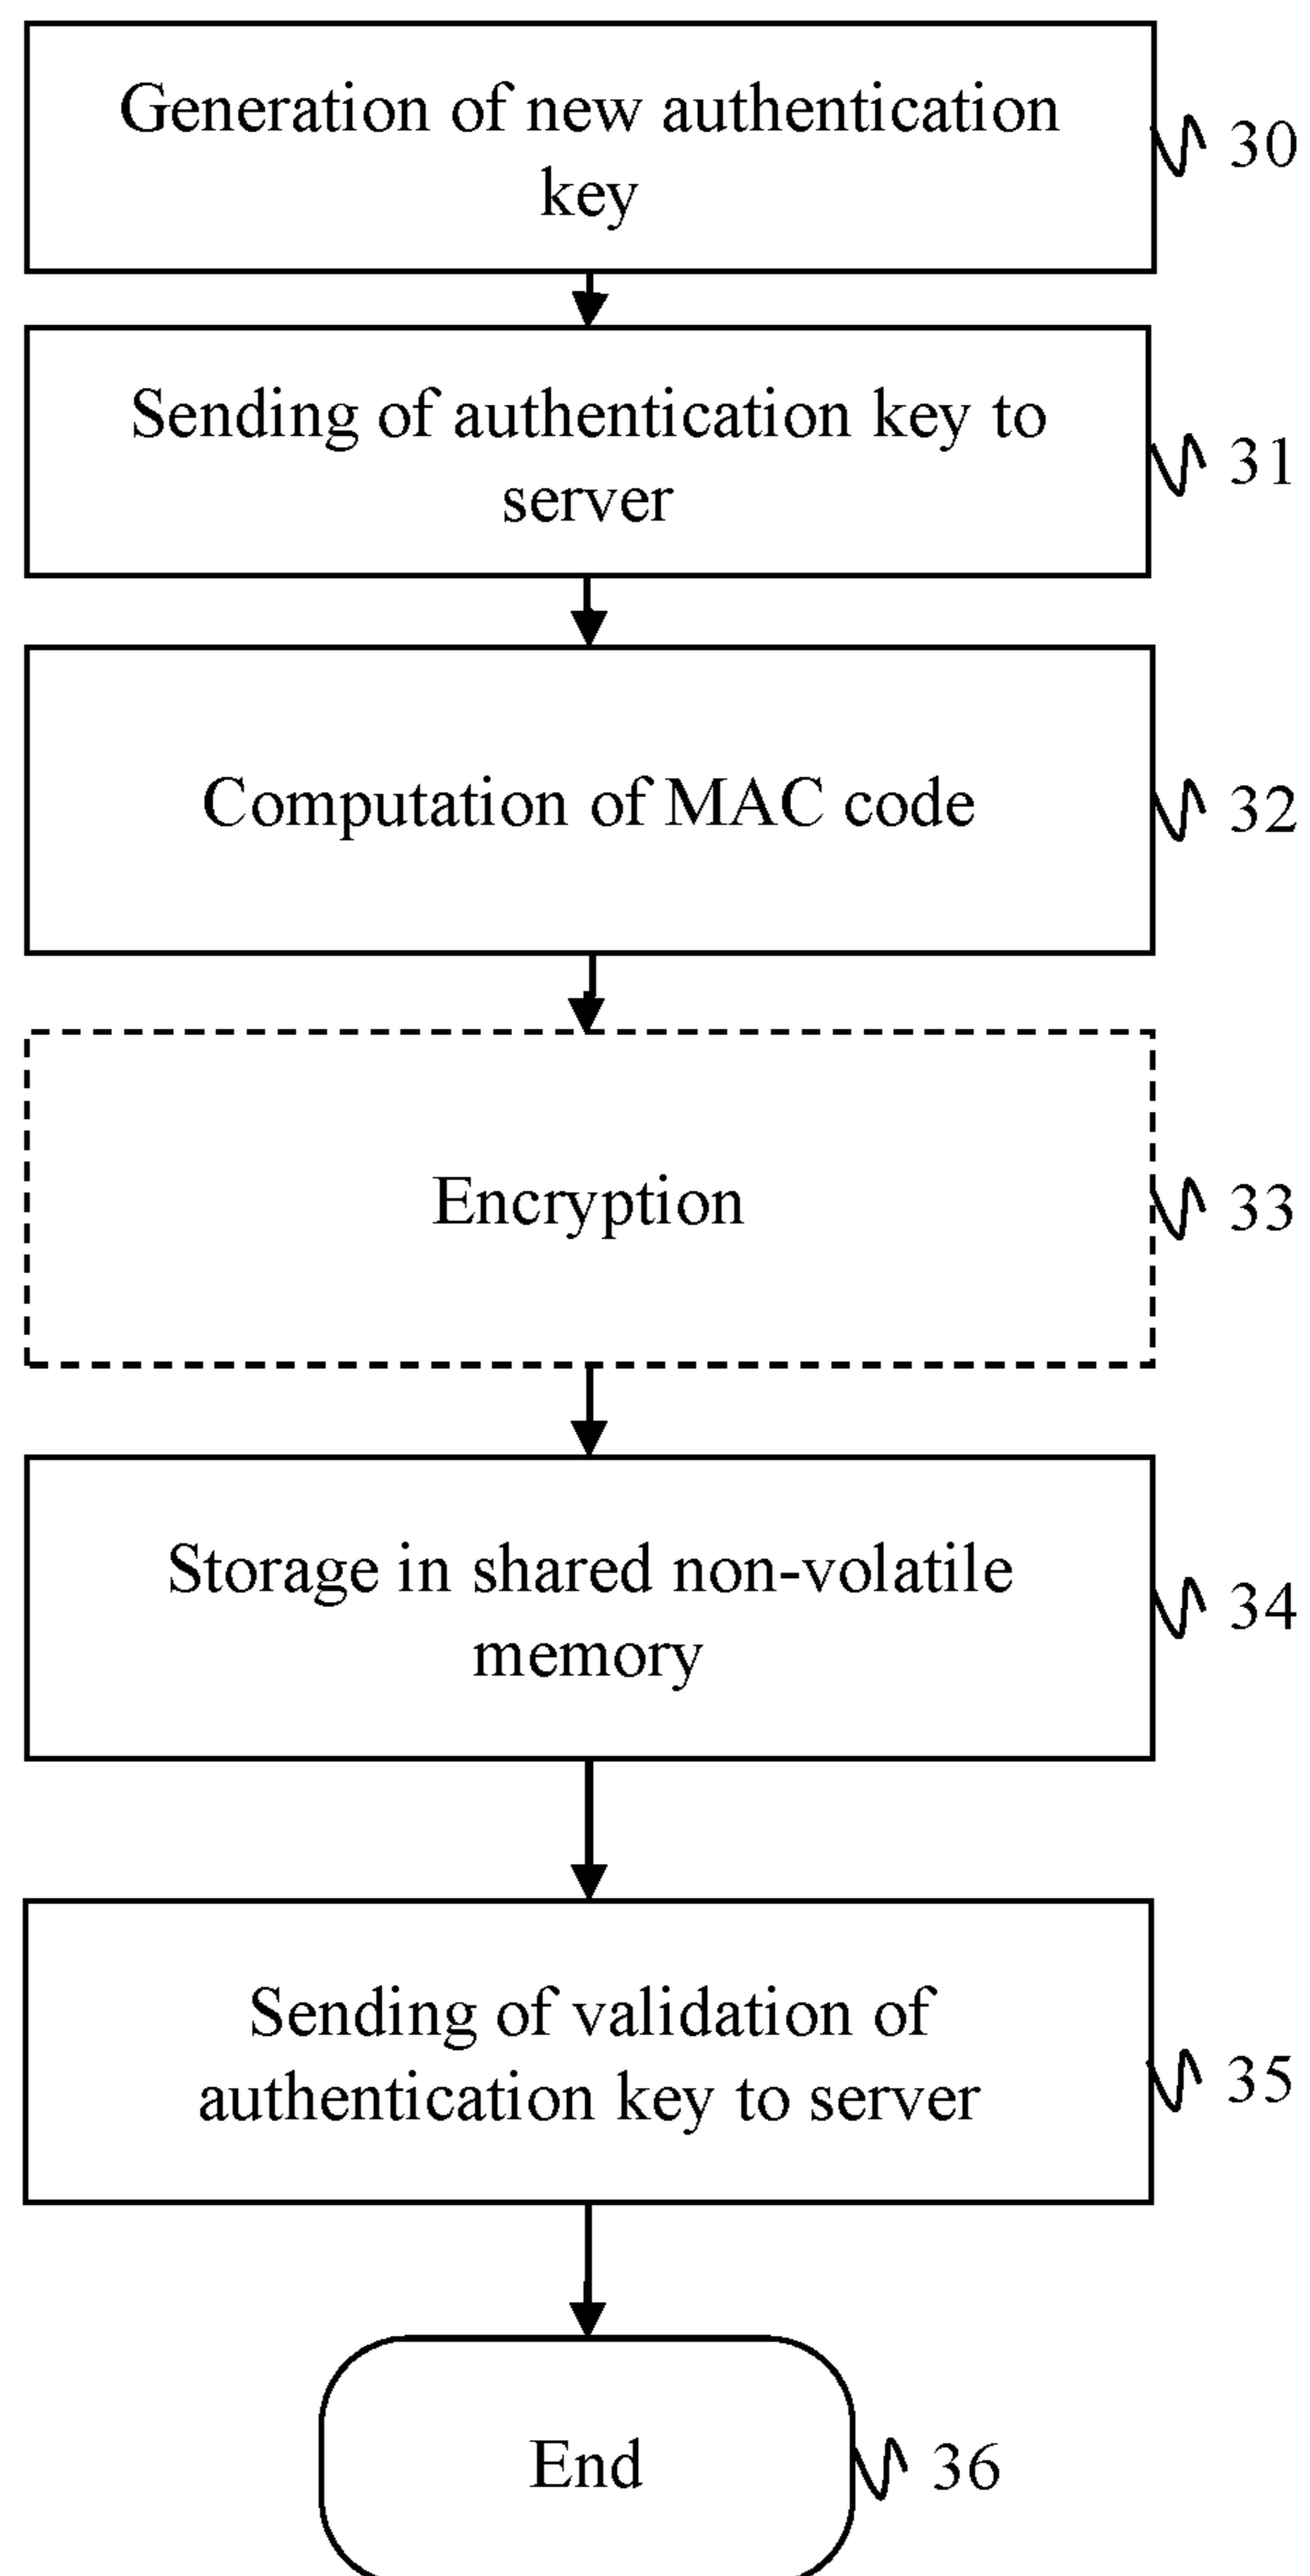 Generation of new authentication
key
30
Sending of authentication key to
server
31
Computation of MAC code
32
Encryption
33
Storage in shared non-volatile
memory
34
Sending of validation of
authentication key to server
35
End
36